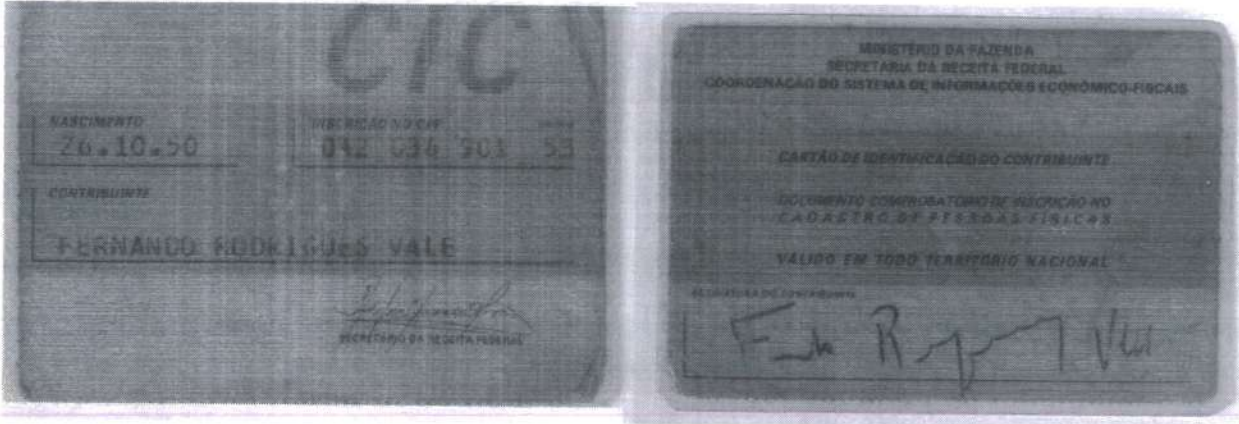 CIC
NASCIMENTO
26.10.50
INSCRIÇÃO NO CPF
042 034 901 53
CONTRIBUINTE
FERNANDO RODRIGUES VALE
SECRETÁRIO DA RECEITA FEDERAL
MINISTÉRIO DA FAZENDA
SECRETARIA DA RECEITA FEDERAL
COORDENAÇÃO DO SISTEMA DE INFORMAÇÕES ECONÔMICO-FISCAIS
CARTÃO DE IDENTIFICAÇÃO DO CONTRIBUINTE
DOCUMENTO COMPROBATÓRIO DE INSCRIÇÃO NO
CADASTRO DE PESSOAS FÍSICAS
VÁLIDO EM TODO TERRITÓRIO NACIONAL
ASSINATURA DO CONTRIBUINTE